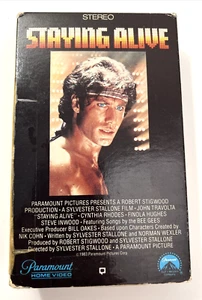 STEREO
STAYING ALIVE
PARAMOUNT PICTURES PRESENTS A ROBERT STIGWOOD
PRODUCTION • A SYLVESTER STALLONE FILM • JOHN TRAVOLTA
"STAYING ALIVE" • CYNTHIA RHODES • FINOLA HUGHES
STEVE INWOOD • Featuring Songs by the BEE GEES
Executive Producer BILL OAKES • Based upon Characters Created by
NIK COHN • Written by SYLVESTER STALLONE and NORMAN WEXLER
Produced by ROBERT STIGWOOD and SYLVESTER STALLONE
Directed by SYLVESTER STALLONE • A PARAMOUNT PICTURE
Paramount
HOME VIDEO